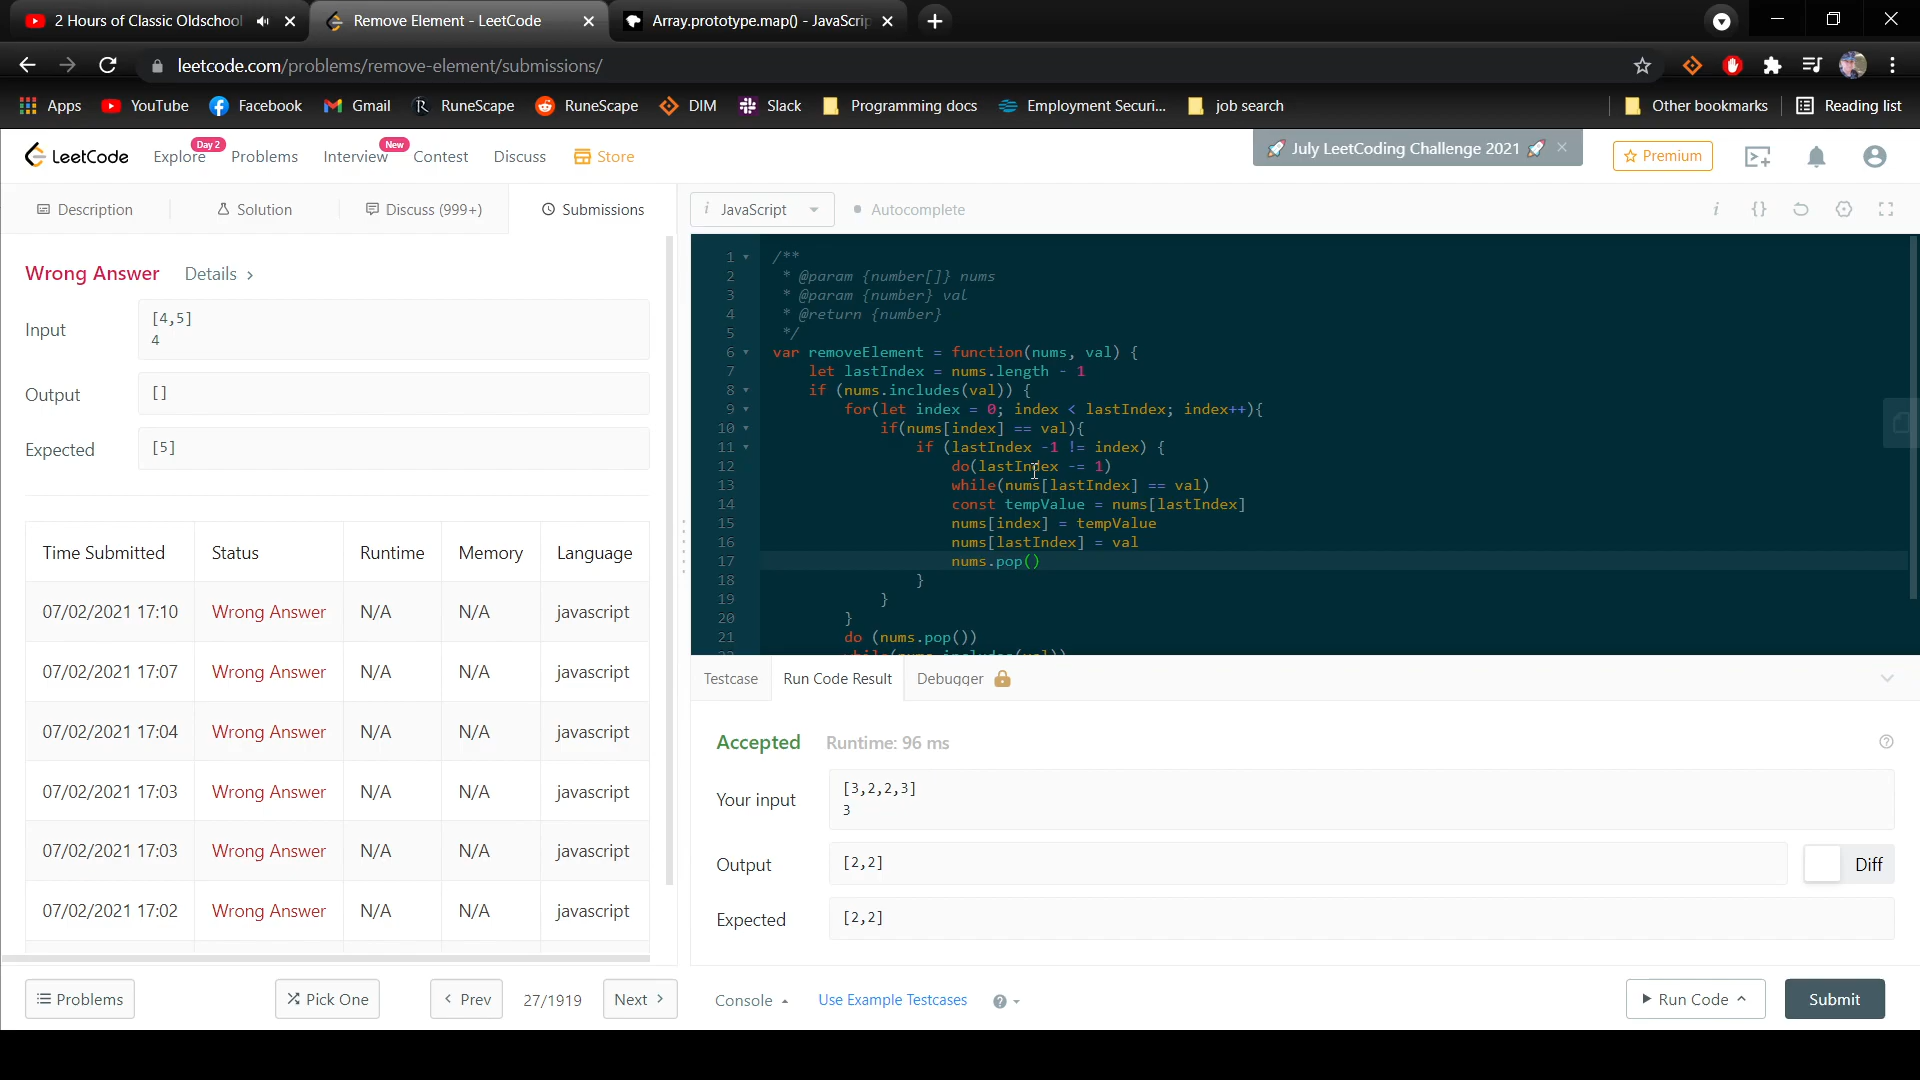 2 Hours of Classic Oldschool
Remove Element - LeetCode
Array.prototype.map() - JavaScrip
leetcode.com/problems/remove-element/submissions/
Apps YouTube Facebook Gmail RuneScape RuneScape DIM Slack Programming docs Employment Securi... job search Other bookmarks Reading list
LeetCode Explore Day 2 Problems Interview New Contest Discuss Store
🚀 July LeetCoding Challenge 2021 🚀
Premium
Description Solution Discuss (999+) Submissions
i JavaScript Autocomplete
Wrong Answer Details >
Input
[4,5]
4
Output
[]
Expected
[5]
Time Submitted Status Runtime Memory Language
07/02/2021 17:10 Wrong Answer N/A N/A javascript
07/02/2021 17:07 Wrong Answer N/A N/A javascript
07/02/2021 17:04 Wrong Answer N/A N/A javascript
07/02/2021 17:03 Wrong Answer N/A N/A javascript
07/02/2021 17:03 Wrong Answer N/A N/A javascript
07/02/2021 17:02 Wrong Answer N/A N/A javascript
1 /**
2 * @param {number[]} nums
3 * @param {number} val
4 * @return {number}
5 */
6 var removeElement = function(nums, val) {
7 let lastIndex = nums.length - 1
8 if (nums.includes(val)) {
9 for(let index = 0; index < lastIndex; index++){
10 if(nums[index] == val){
11 if (lastIndex -1 != index) {
12 do(lastIndex -= 1)
13 while(nums[lastIndex] == val)
14 const tempValue = nums[lastIndex]
15 nums[index] = tempValue
16 nums[lastIndex] = val
17 nums.pop()
18 }
19 }
20 }
21 do (nums.pop())
Testcase Run Code Result Debugger
Accepted Runtime: 96 ms
Your input
[3,2,2,3]
3
Output
[2,2]
Diff
Expected
[2,2]
Problems Pick One < Prev 27/1919 Next > Console Use Example Testcases Run Code Submit